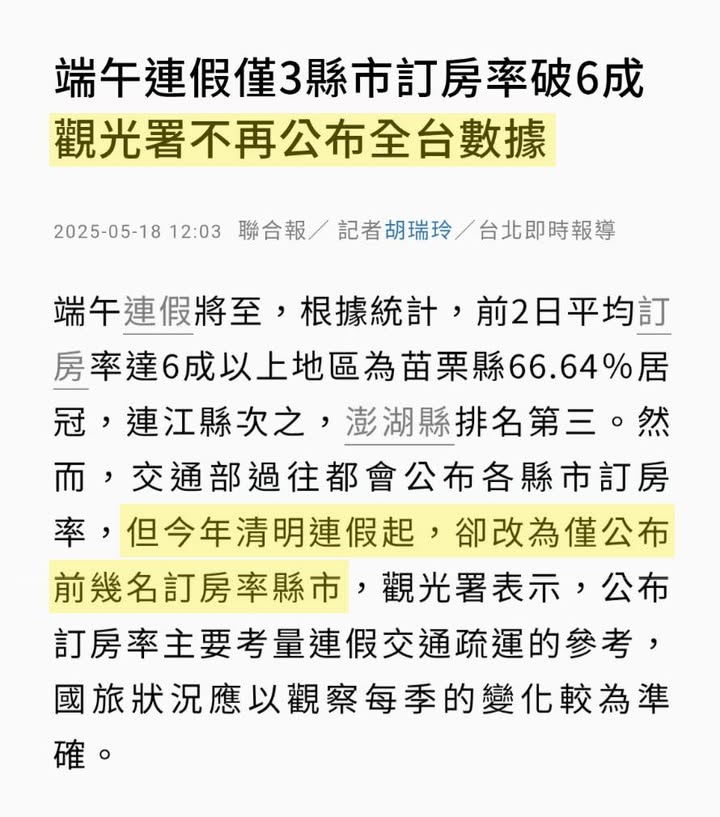 端午連假僅3縣市訂房率破6成
觀光署不再公布全台數據
2025-05-18 12:03 聯合報／ 記者胡瑞玲／台北即時報導
端午連假將至，根據統計，前2日平均訂
房率達6成以上地區為苗栗縣66.64％居
冠，連江縣次之，澎湖縣排名第三。然
而，交通部過往都會公布各縣市訂房
率，但今年清明連假起，卻改為僅公布
前幾名訂房率縣市，觀光署表示，公布
訂房率主要考量連假交通疏運的參考，
國旅狀況應以觀察每季的變化較為準
確。